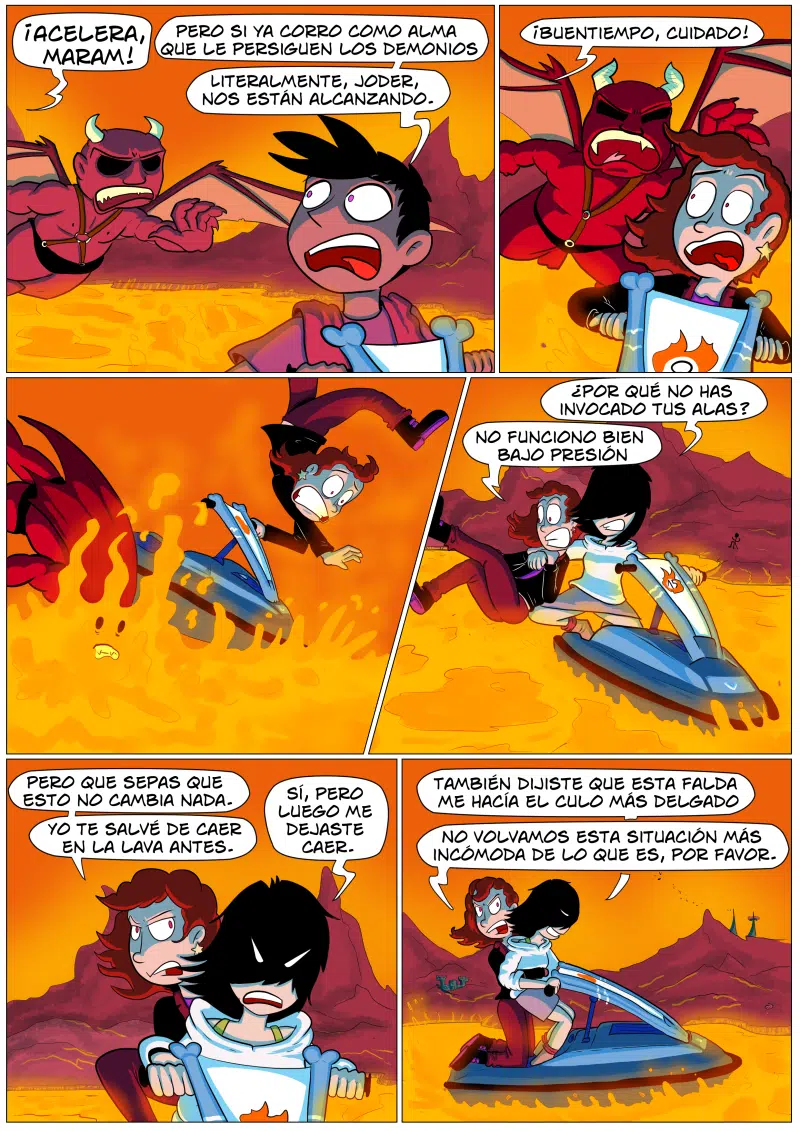 ¡ACELERA,
MARAM!
PERO SI YA CORRO COMO ALMA
QUE LE PERSIGUEN LOS DEMONIOS
LITERALMENTE, JODER,
NOS ESTÁN ALCANZANDO.
¡BUENTIEMPO, CUIDADO!
¿POR QUÉ NO HAS
INVOCADO TUS ALAS?
NO FUNCIONO BIEN
BAJO PRESIÓN
PERO QUE SEPAS QUE
ESTO NO CAMBIA NADA.
YO TE SALVÉ DE CAER
EN LA LAVA ANTES.
SÍ, PERO
LUEGO ME
DEJASTE
CAER.
TAMBIÉN DIJISTE QUE ESTA FALDA
ME HACÍA EL CULO MÁS DELGADO
NO VOLVAMOS ESTA SITUACIÓN MÁS
INCÓMODA DE LO QUE ES, POR FAVOR.